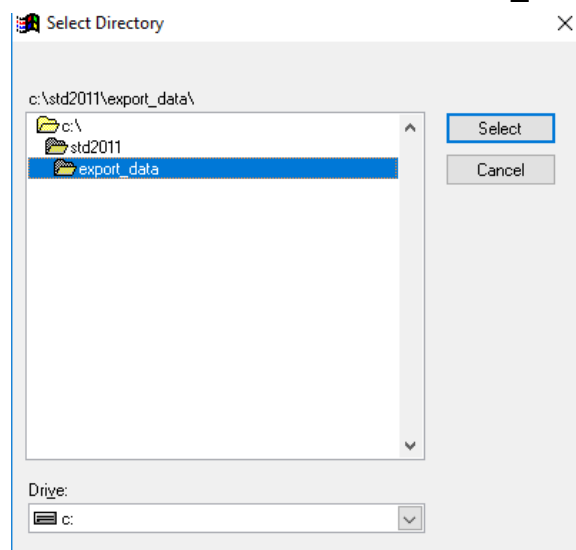 Select Directory
c:\std2011\export_data\
c:\
Select
std2011
export_data
Cancel
Drive:
c: